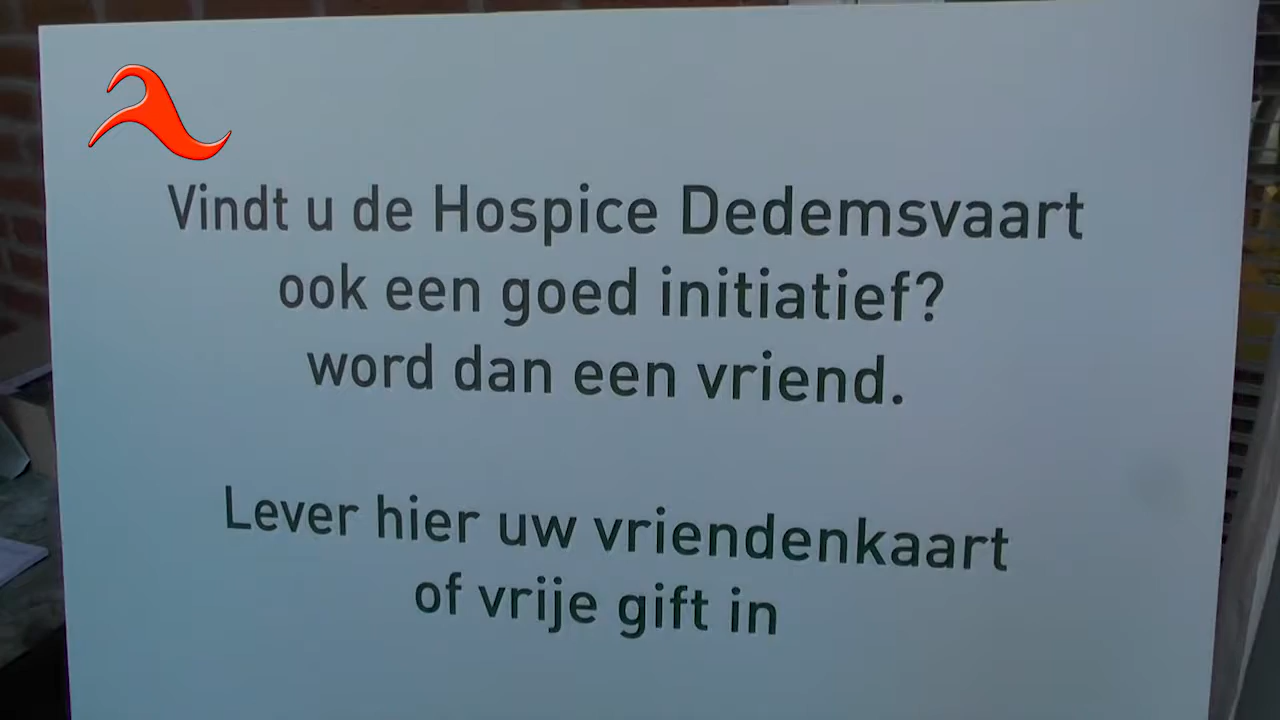 Vindt u de Hospice Dedemsvaart
ook een goed initiatief?
word dan een vriend.
Lever hier uw vriendenkaart
of vrije gift in